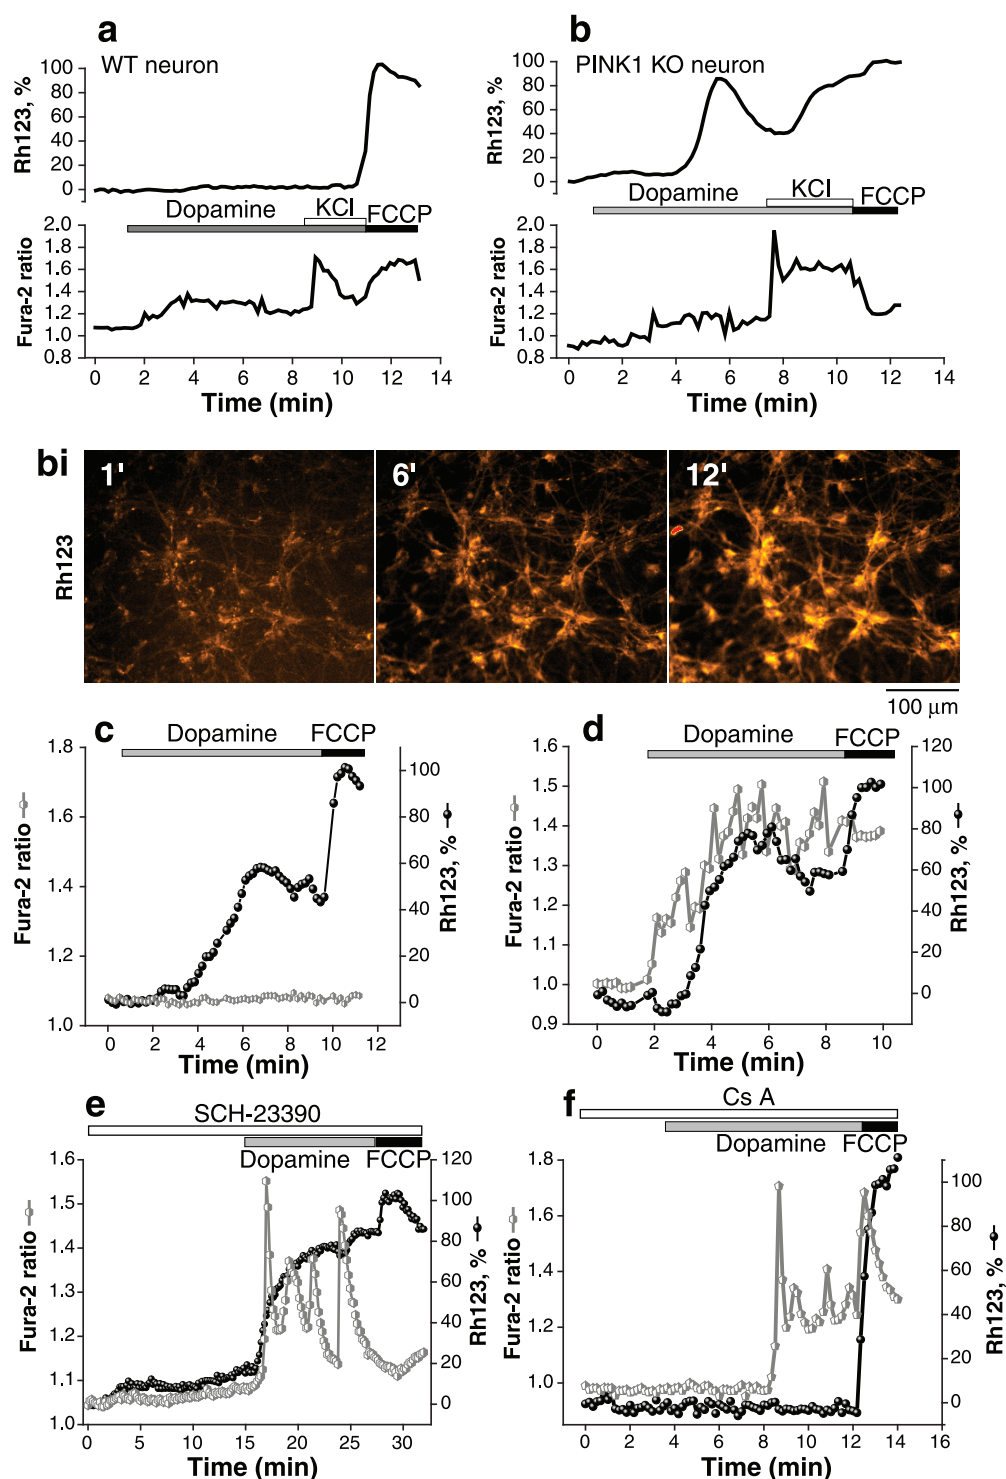 a
WT neuron
Rh123, %
100
80
60
40
20
0
Dopamine
KCl
FCCP
Fura-2 ratio
2.0
1.6
1.4
1.2
1.0
0.8
0 2 4 6 8 10 12 14
Time (min)
b
PINK1 KO neuron
Rh123, %
100
80
60
40
20
0
Dopamine
KCl
FCCP
Fura-2 ratio
2.0
1.6
1.4
1.2
1.0
0.8
0 2 4 6 8 10 12 14
Time (min)
bi
Rh123
1'
6'
12'
100 μm
c
Dopamine
FCCP
Fura-2 ratio
1.8
1.6
1.4
1.2
1.0
Rh123, %
100
80
60
40
20
0
0 2 4 6 8 10 12
Time (min)
d
Dopamine
FCCP
Fura-2 ratio
1.6
1.5
1.4
1.3
1.2
1.1
1.0
0.9
Rh123, %
120
100
80
60
40
20
0
0 2 4 6 8 10
Time (min)
e
SCH-23390
Dopamine
FCCP
Fura-2 ratio
1.6
1.5
1.4
1.3
1.2
1.1
1.0
Rh123, %
120
100
80
60
40
20
0
0 5 10 15 20 25 30
Time (min)
f
Cs A
Dopamine
FCCP
Fura-2 ratio
1.8
1.6
1.4
1.2
1.0
Rh123, %
100
80
60
40
20
0
0 2 4 6 8 10 12 14 16
Time (min)